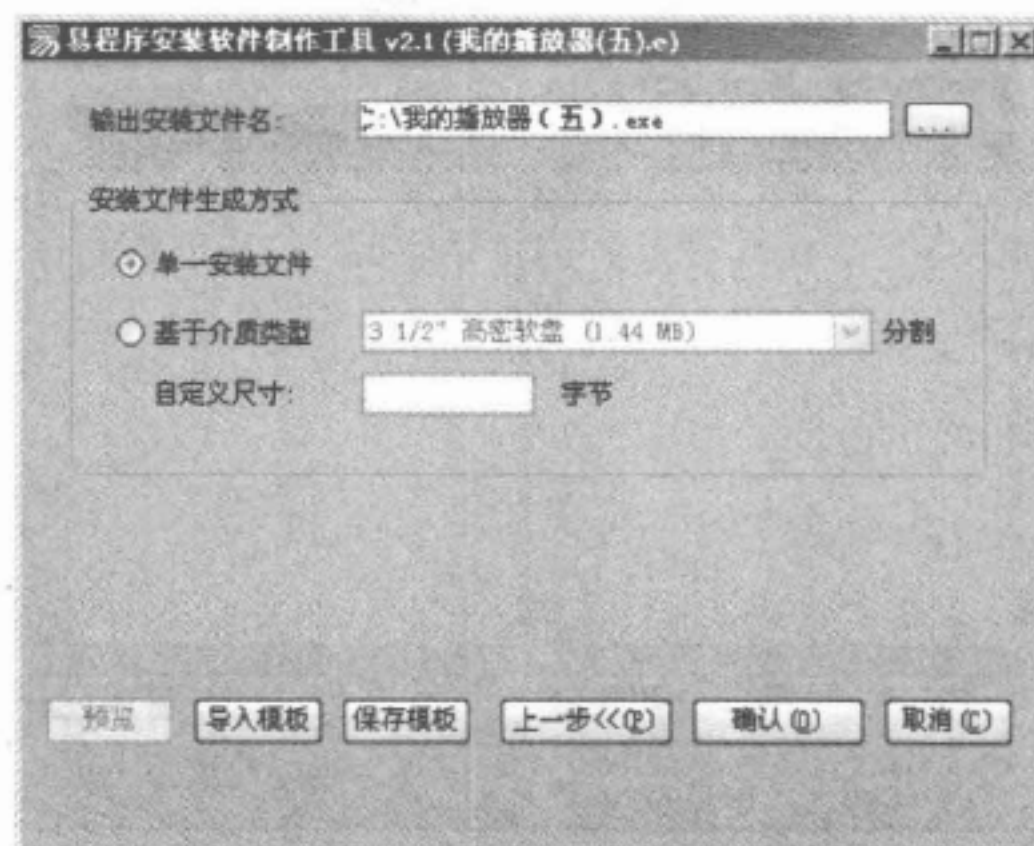 易程序安装软件制作工具 v2.1 (我的播放器(五).e)
输出安装文件名: C:\我的播放器(五).exe ...
安装文件生成方式
单一安装文件
基于介质类型 3 1/2" 高密软盘 (1.44 MB) 分割
自定义尺寸: 字节
预览 导入模板 保存模板 上一步<<(P) 确认(O) 取消(C)